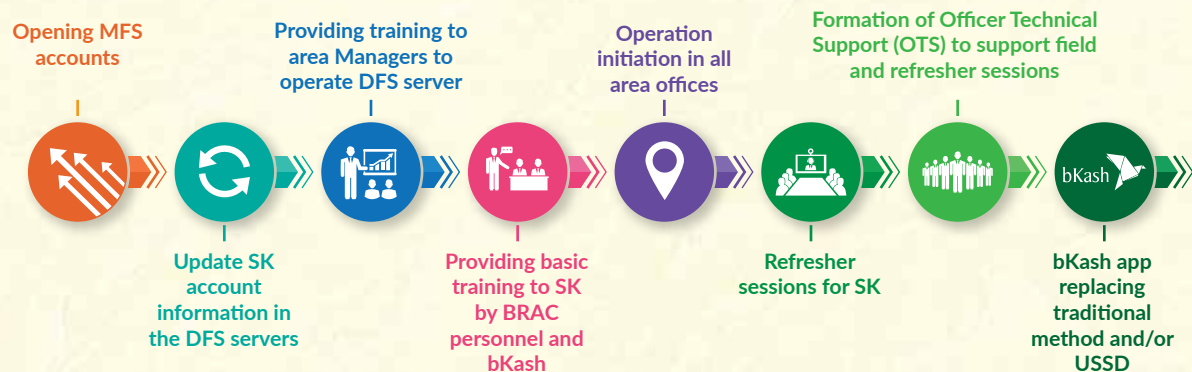 Opening MFS
accounts
Update SK
account
information in
the DFS servers
Providing training to
area Managers to
operate DFS server
Providing basic
training to SK
by BRAC
personnel and
bKash
Operation
initiation in all
area offices
Refresher
sessions for SK
Formation of Officer Technical
Support (OTS) to support field
and refresher sessions
bKash
bKash app
replacing
traditional
method and/or
USSD